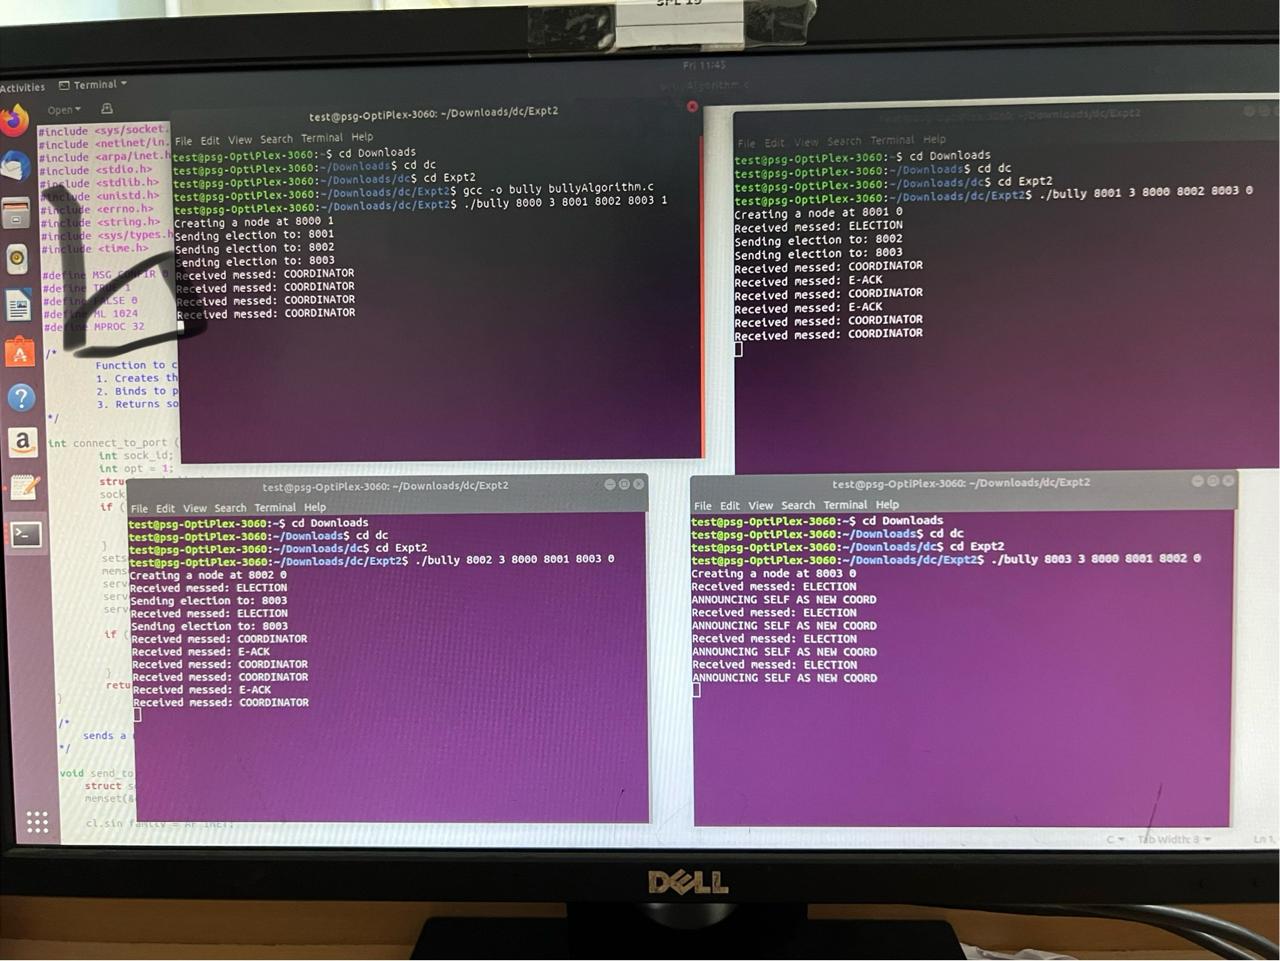 Fri 11:45
Activities
Terminal
Open
#include <sys/socket.
#include <netinet/in.
#include <arpa/inet.h
#include <stdio.h>
#include <stdlib.h>
#include <unistd.h>
#include <errno.h>
#include <string.h>
#include <sys/types.h
#include <time.h>
#define MSG
0
1
0
ML 1024
MPROC 32
/*
Function to c
1. Creates th
2. Binds to p
3. Returns so
*/
int connect_to_port (
int sock_id;
int opt = 1;
struc
sock
if (
}
sets
mems
serv
serv
serv
if (
}
retu
}
/*
sends a
*/
void send_to
struct s
memset(&
test@psg-OptiPlex-3060: ~/Downloads/dc/Expt2
File Edit View Search Terminal Help
test@psg-OptiPlex-3060:~$ cd Downloads
test@psg-OptiPlex-3060:~/Downloads$ cd dc
test@psg-OptiPlex-3060:~/Downloads/dc$ cd Expt2
test@psg-OptiPlex-3060:~/Downloads/dc/Expt2$ gcc -o bully bullyAlgorithm.c
test@psg-OptiPlex-3060:~/Downloads/dc/Expt2$ ./bully 8000 3 8001 8002 8003 1
Creating a node at 8000 1
Sending election to: 8001
Sending election to: 8002
Sending election to: 8003
Received messed: COORDINATOR
Received messed: COORDINATOR
Received messed: COORDINATOR
Received messed: COORDINATOR
test@psg-OptiPlex-3060: ~/Downloads/dc/Expt2
File Edit View Search Terminal Help
test@psg-OptiPlex-3060:~$ cd Downloads
test@psg-OptiPlex-3060:~/Downloads$ cd dc
test@psg-OptiPlex-3060:~/Downloads/dc$ cd Expt2
test@psg-OptiPlex-3060:~/Downloads/dc/Expt2$ ./bully 8001 3 8000 8002 8003 0
Creating a node at 8001 0
Received messed: ELECTION
Sending election to: 8002
Sending election to: 8003
Received messed: COORDINATOR
Received messed: E-ACK
Received messed: COORDINATOR
Received messed: E-ACK
Received messed: COORDINATOR
Received messed: COORDINATOR
test@psg-OptiPlex-3060: ~/Downloads/dc/Expt2
File Edit View Search Terminal Help
test@psg-OptiPlex-3060:~$ cd Downloads
test@psg-OptiPlex-3060:~/Downloads$ cd dc
test@psg-OptiPlex-3060:~/Downloads/dc$ cd Expt2
test@psg-OptiPlex-3060:~/Downloads/dc/Expt2$ ./bully 8002 3 8000 8001 8003 0
Creating a node at 8002 0
Received messed: ELECTION
Sending election to: 8003
Received messed: ELECTION
Sending election to: 8003
Received messed: COORDINATOR
Received messed: E-ACK
Received messed: COORDINATOR
Received messed: COORDINATOR
Received messed: E-ACK
Received messed: COORDINATOR
test@psg-OptiPlex-3060: ~/Downloads/dc/Expt2
File Edit View Search Terminal Help
test@psg-OptiPlex-3060:~$ cd Downloads
test@psg-OptiPlex-3060:~/Downloads$ cd dc
test@psg-OptiPlex-3060:~/Downloads/dc$ cd Expt2
test@psg-OptiPlex-3060:~/Downloads/dc/Expt2$ ./bully 8003 3 8000 8001 8002 0
Creating a node at 8003 0
Received messed: ELECTION
ANNOUNCING SELF AS NEW COORD
Received messed: ELECTION
ANNOUNCING SELF AS NEW COORD
Received messed: ELECTION
ANNOUNCING SELF AS NEW COORD
Received messed: ELECTION
ANNOUNCING SELF AS NEW COORD
C
Tab Width: 8
Ln 1,
DELL